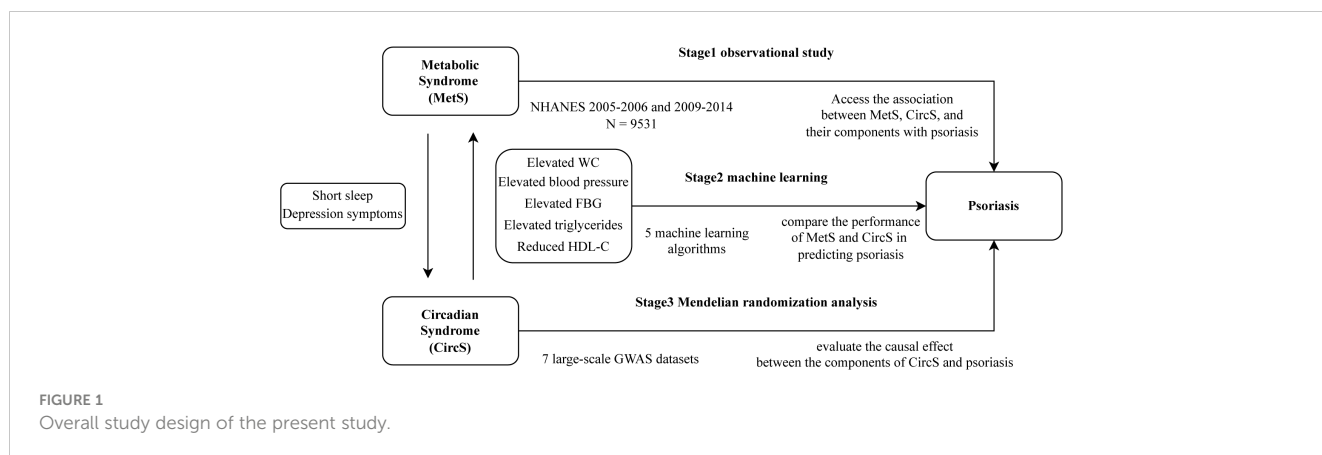 Stage1 observational study
Metabolic
Syndrome
(MetS)
NHANES 2005-2006 and 2009-2014
N = 9531
Access the association
between MetS, CircS, and
their components with psoriasis
Short sleep
Depression symptoms
Elevated WC
Elevated blood pressure
Elevated FBG
Elevated triglycerides
Reduced HDL-C
Stage2 machine learning
5 machine learning
algorithms
compare the performance
of MetS and CircS in
predicting psoriasis
Psoriasis
Stage3 Mendelian randomization analysis
Circadian
Syndrome
(CircS)
7 large-scale GWAS datasets
evaluate the causal effect
between the components of CircS and psoriasis
FIGURE 1
Overall study design of the present study.